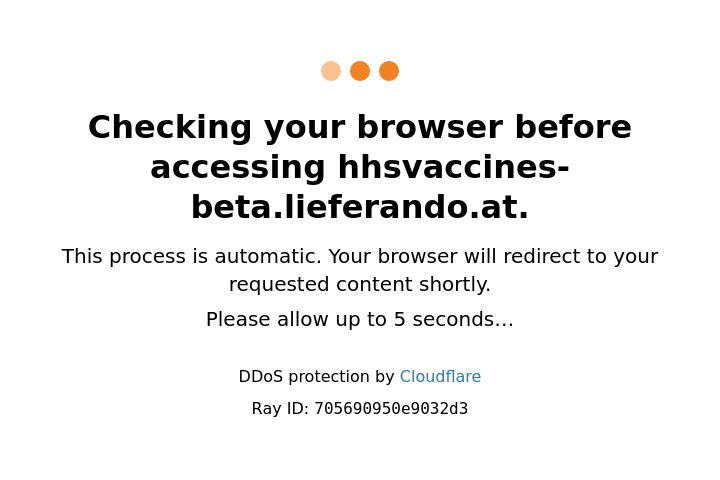 Checking your browser before
accessing hhsvaccines-
beta.lieferando.at.
This process is automatic. Your browser will redirect to your
requested content shortly.
Please allow up to 5 seconds…
DDoS protection by Cloudflare
Ray ID: 705690950e9032d3